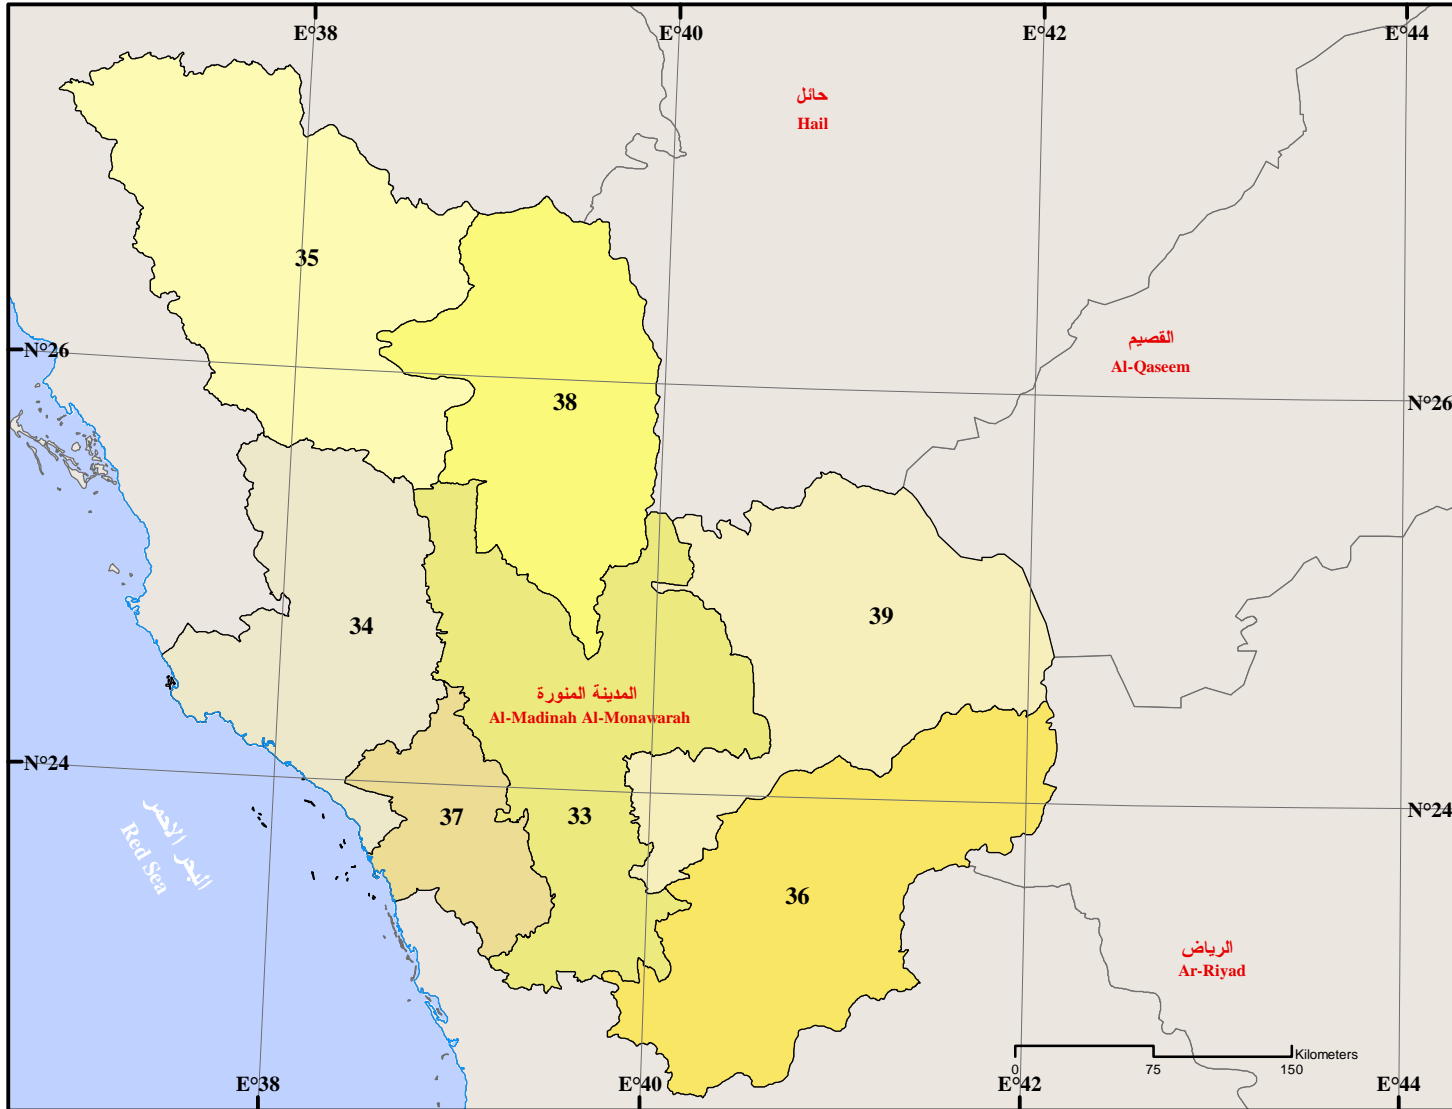 E°38
E°40
E°42
E°44
حائل
Hail
35
القصيم
Al-Qaseem
N°26
38
N°26
39
34
المدينة المنورة
Al-Madinah Al-Monawarah
N°24
37
33
N°24
البحر الاحمر
Red Sea
36
الرياض
Ar-Riyad
Kilometers
0
75
150
E°38
E°40
E°42
E°44